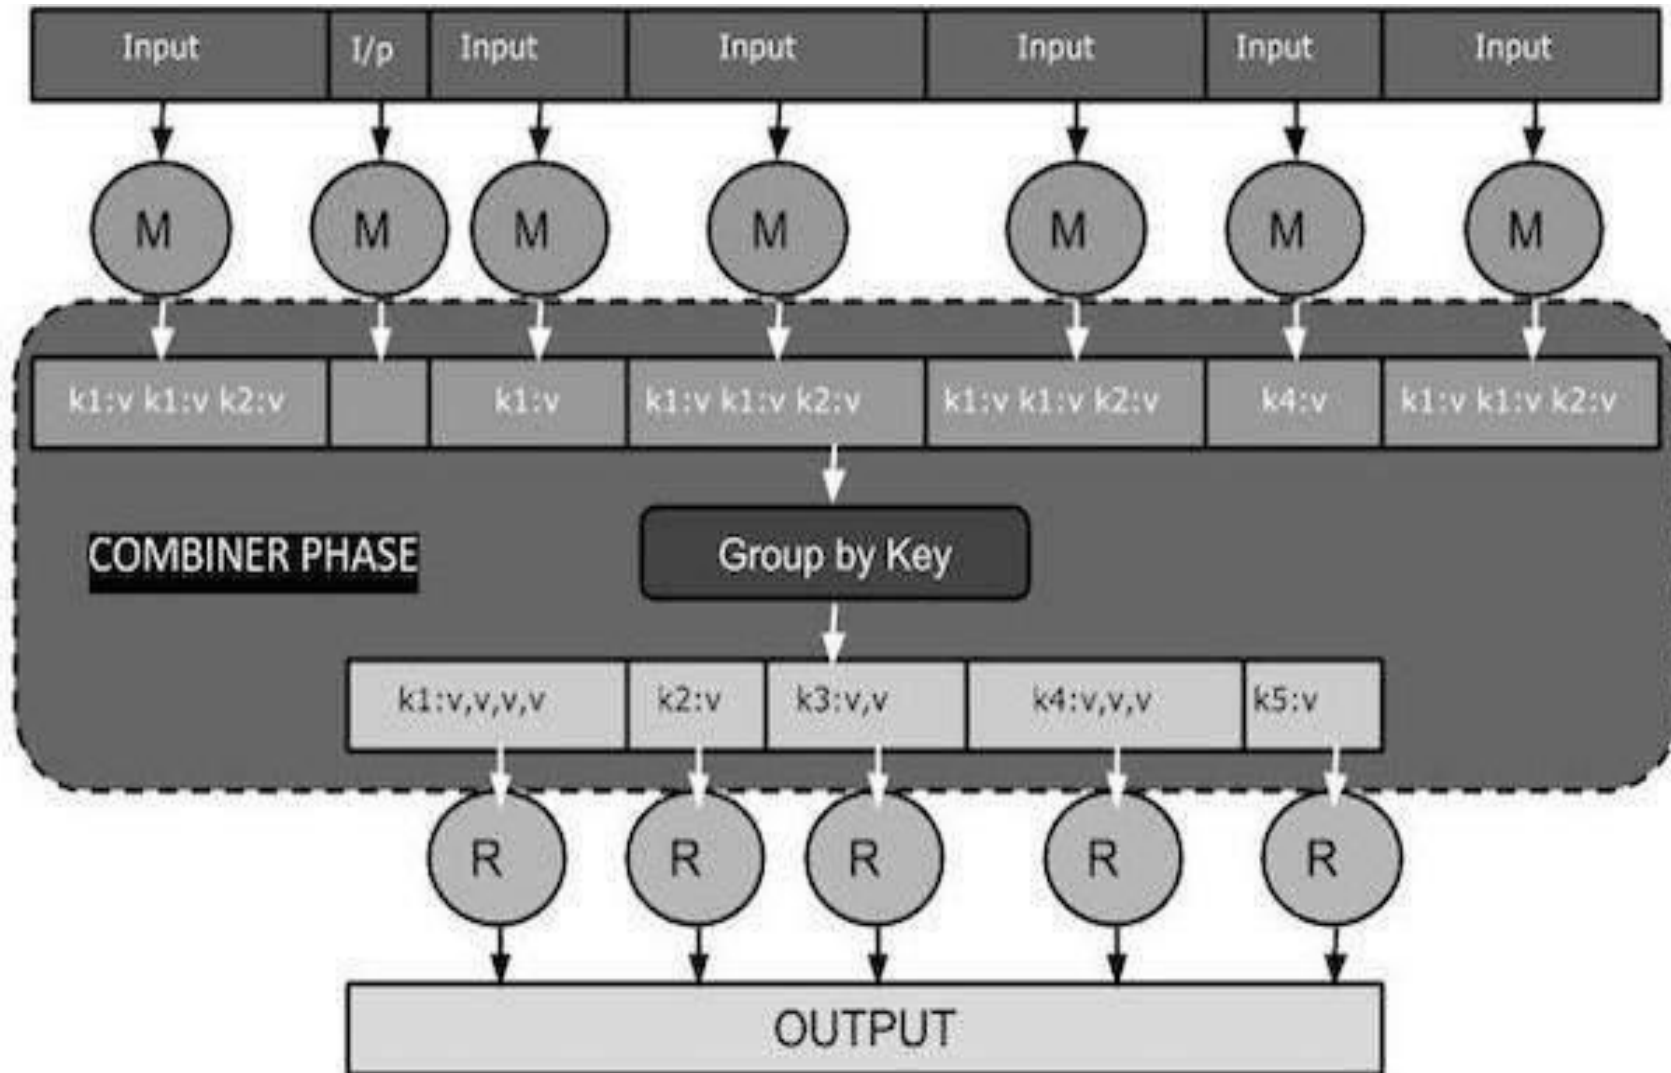 Input I/p Input Input Input Input Input
M M M M M M M
k1:v k1:v k2:v k1:v k1:v k1:v k2:v k1:v k1:v k2:v k4:v k1:v k1:v k2:v
COMBINER PHASE
Group by Key
k1:v,v,v,v k2:v k3:v,v k4:v,v,v k5:v
R R R R R
OUTPUT